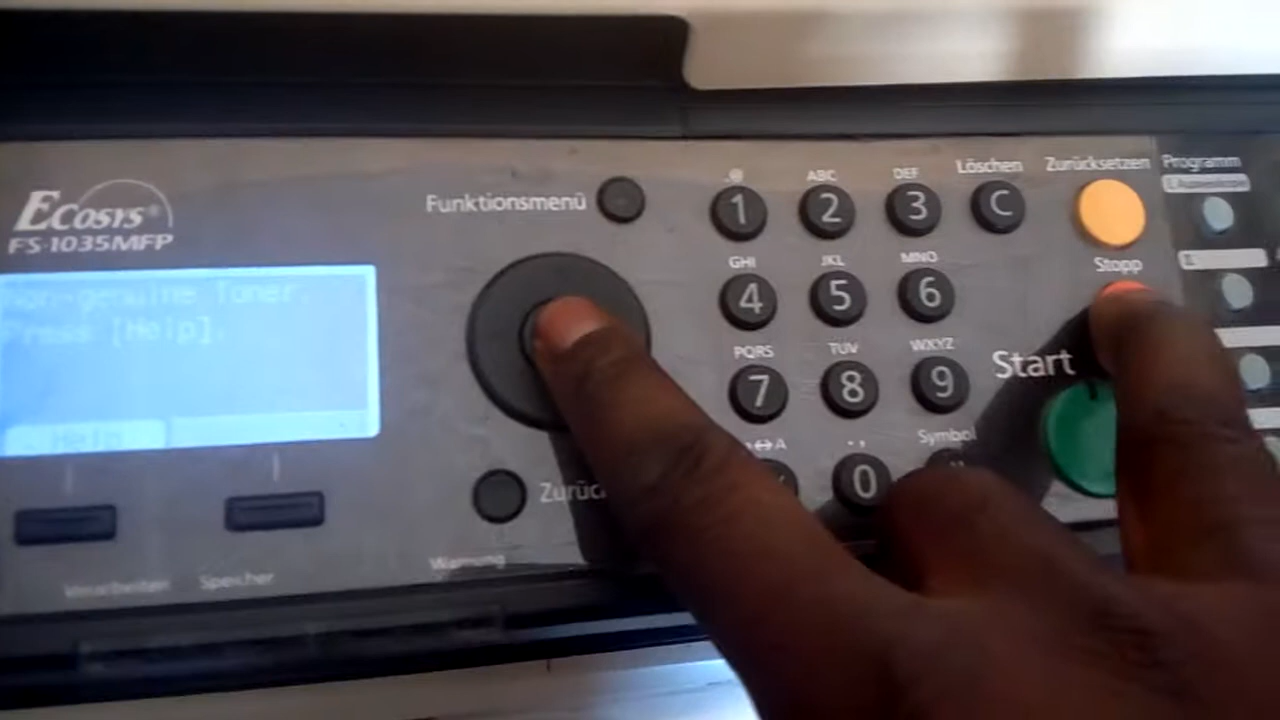 ECOSYS®
FS-1035MFP
Non-genuine Toner.
Press [Help].
Help
Funktionsmenü
Löschen
Zurücksetzen
Programm
.@ ABC DEF
1 2 3 C
Stopp
GHI JKL MNO
4 5 6
PQRS TUV WXYZ
7 8 9
Start
A
. ,
Symbol
0
Warnung
Verarbeiten
Speicher